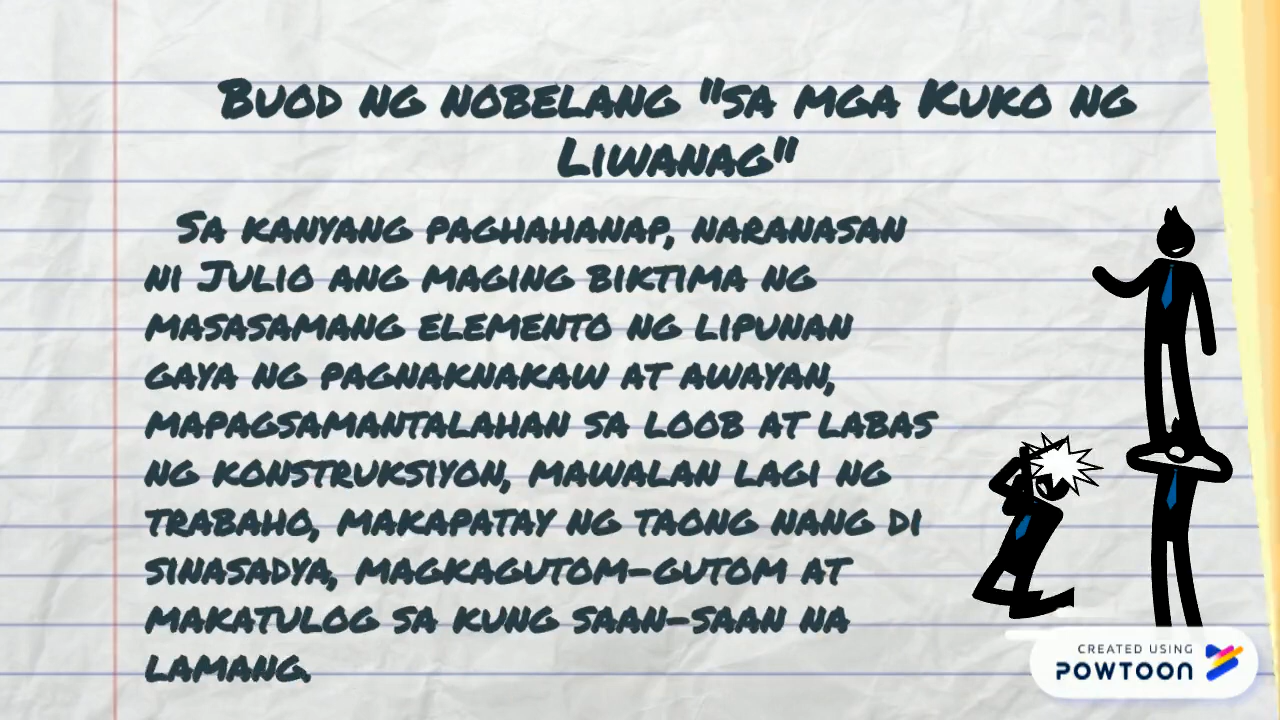 Buod ng nobelang "sa mga Kuko ng
Liwanag"
Sa kanyang paghahanap, naranasan
ni Julio ang maging biktima ng
masasamang elemento ng lipunan
gaya ng pagnaknakaw at awayan,
mapagsamantalahan sa loob at labas
ng konstruksiyon, mawalan lagi ng
trabaho, makapatay ng taong nang di
sinasadya, magkagutom-gutom at
makatulog sa kung saan-saan na
lamang.
CREATED USING
POWTOON